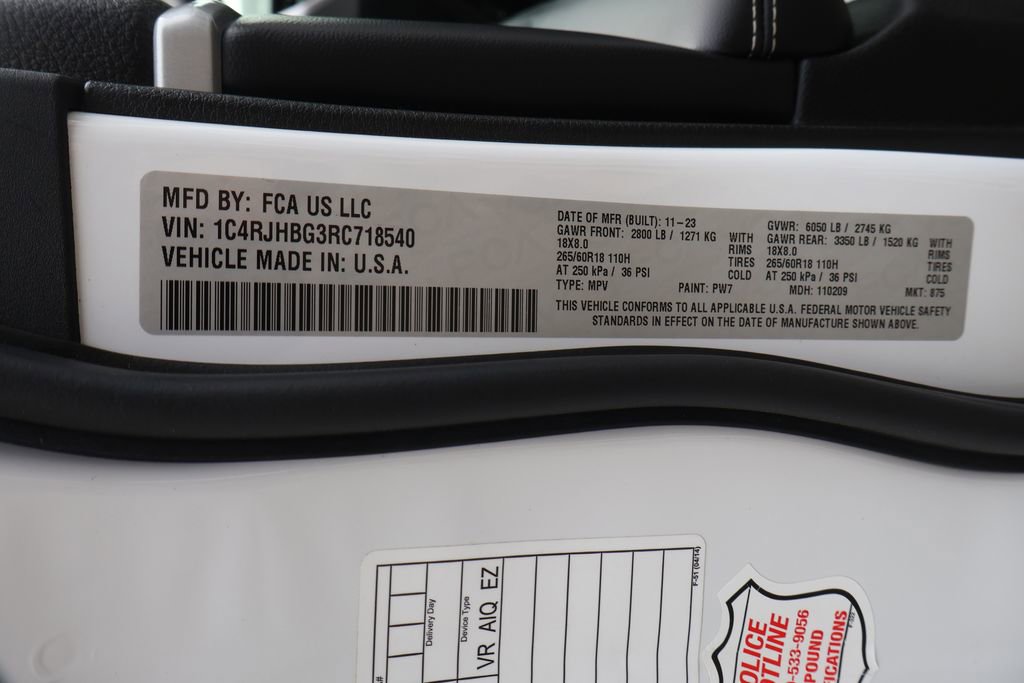 MFD BY: FCA US LLC
VIN: 1C4RJHBG3RC718540
VEHICLE MADE IN: U.S.A.
DATE OF MFR (BUILT): 11-23
GAWR FRONT: 2800 LB / 1271 KG WITH
18X8.0 RIMS
265/60R18 110H TIRES
AT 250 kPa / 36 PSI COLD
TYPE: MPV PAINT: PW7
GVWR: 6050 LB / 2745 KG
GAWR REAR: 3350 LB / 1520 KG WITH
18X8.0 RIMS
265/60R18 110H TIRES
AT 250 kPa / 36 PSI COLD
MDH: 110209 MKT: 875
THIS VEHICLE CONFORMS TO ALL APPLICABLE U.S.A. FEDERAL MOTOR VEHICLE SAFETY
STANDARDS IN EFFECT ON THE DATE OF MANUFACTURE SHOWN ABOVE.
Delivery Day
Device Type
VR AIQ EZ
F-51 (04/14)
-533-9056